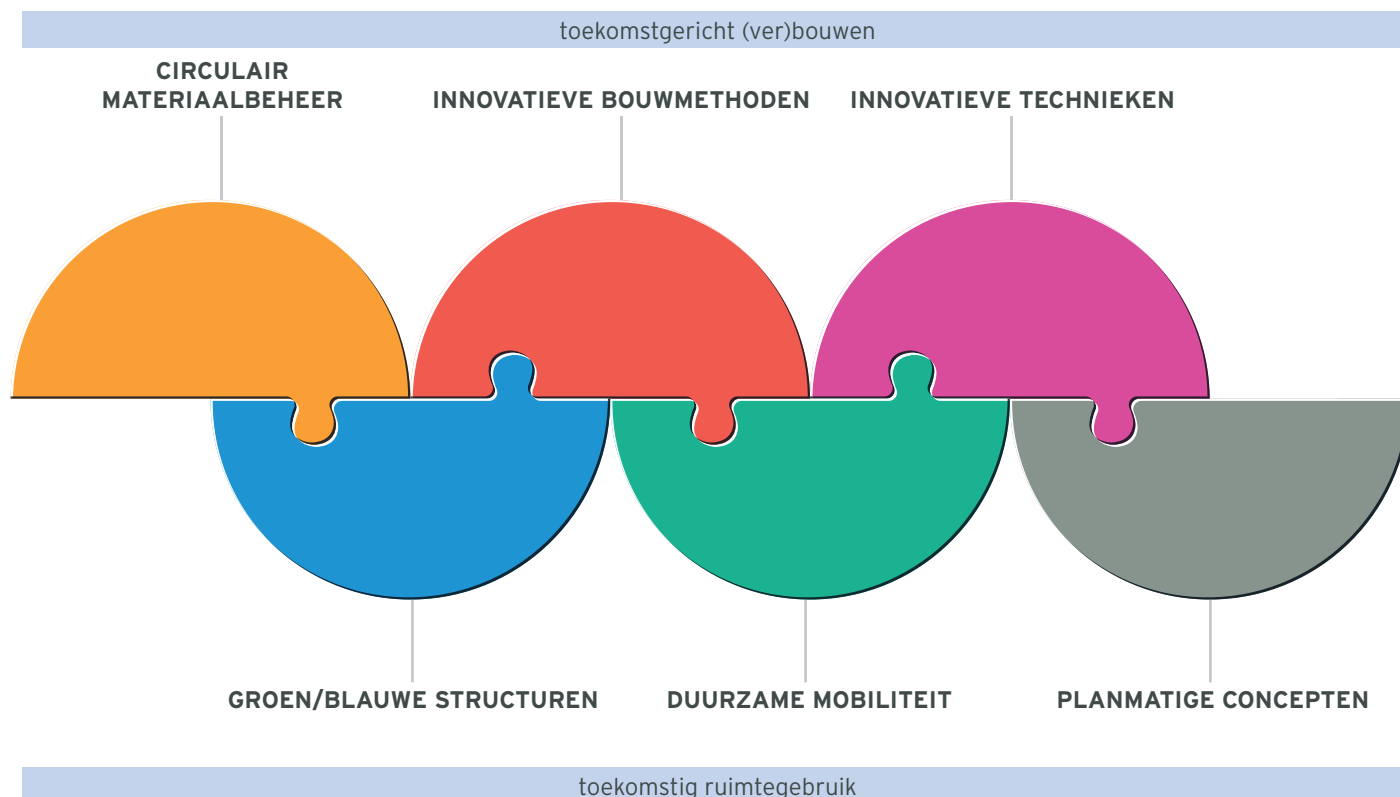 toekomstgericht (ver)bouwen
CIRCULAIR
MATERIAALBEHEER
INNOVATIEVE BOUWMETHODEN
INNOVATIEVE TECHNIEKEN
GROEN/BLAUWE STRUCTUREN
DUURZAME MOBILITEIT
PLANMATIGE CONCEPTEN
toekomstig ruimtegebruik